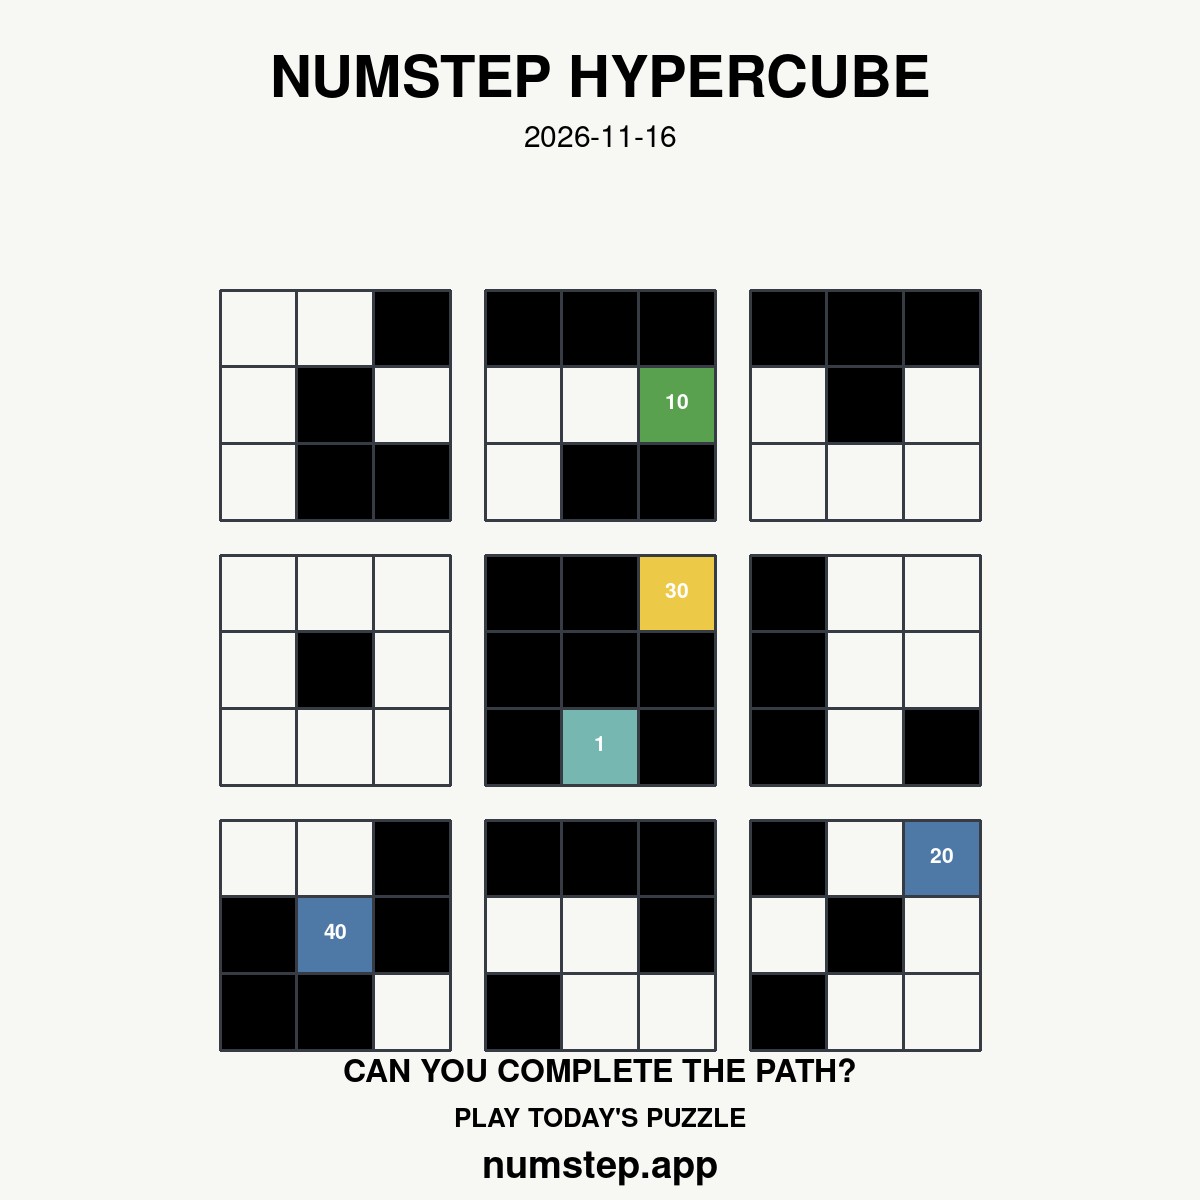 NUMSTEP HYPERCUBE
2026-11-16
10
30
1
20
40
CAN YOU COMPLETE THE PATH?
PLAY TODAY'S PUZZLE
numstep.app